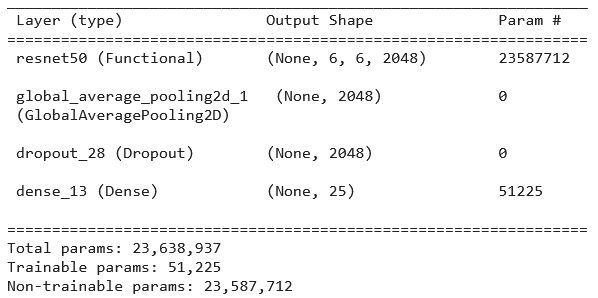 Layer (type) Output Shape Param #
=================================================================
resnet50 (Functional) (None, 6, 6, 2048) 23587712
global_average_pooling2d_1 (None, 2048) 0
(GlobalAveragePooling2D)
dropout_28 (Dropout) (None, 2048) 0
dense_13 (Dense) (None, 25) 51225
=================================================================
Total params: 23,638,937
Trainable params: 51,225
Non-trainable params: 23,587,712